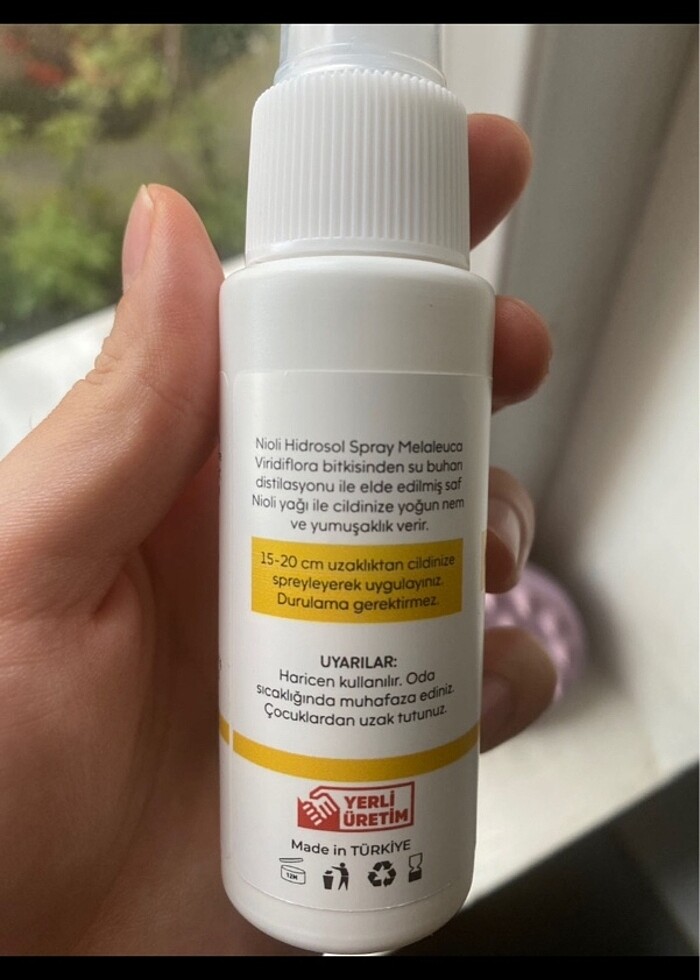 Nioli Hidrosol Spray Melaleuca
Viridiflora bitkisinden su buharı
distilasyonu ile elde edilmiş saf
Nioli yağı ile cildinize yoğun nem
ve yumuşaklık verir.
15-20 cm uzaklıktan cildinize
spreyleyerek uygulayınız.
Durulama gerektirmez.
UYARILAR:
Haricen kullanılır. Oda
sıcaklığında muhafaza ediniz.
Çocuklardan uzak tutunuz.
YERLİ
ÜRETİM
Made in TÜRKİYE
12M